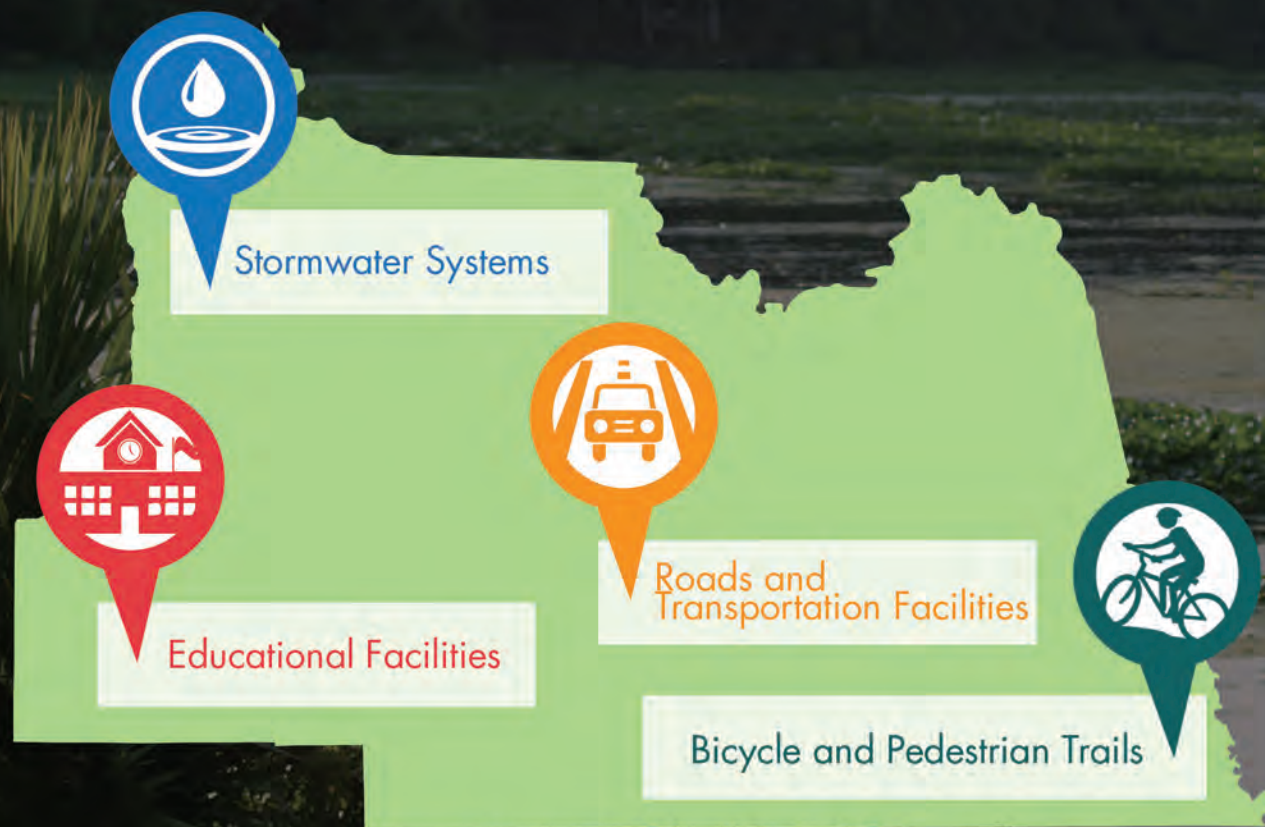 Stormwater Systems
Roads and
Transportation Facilities
Educational Facilities
Bicycle and Pedestrian Trails